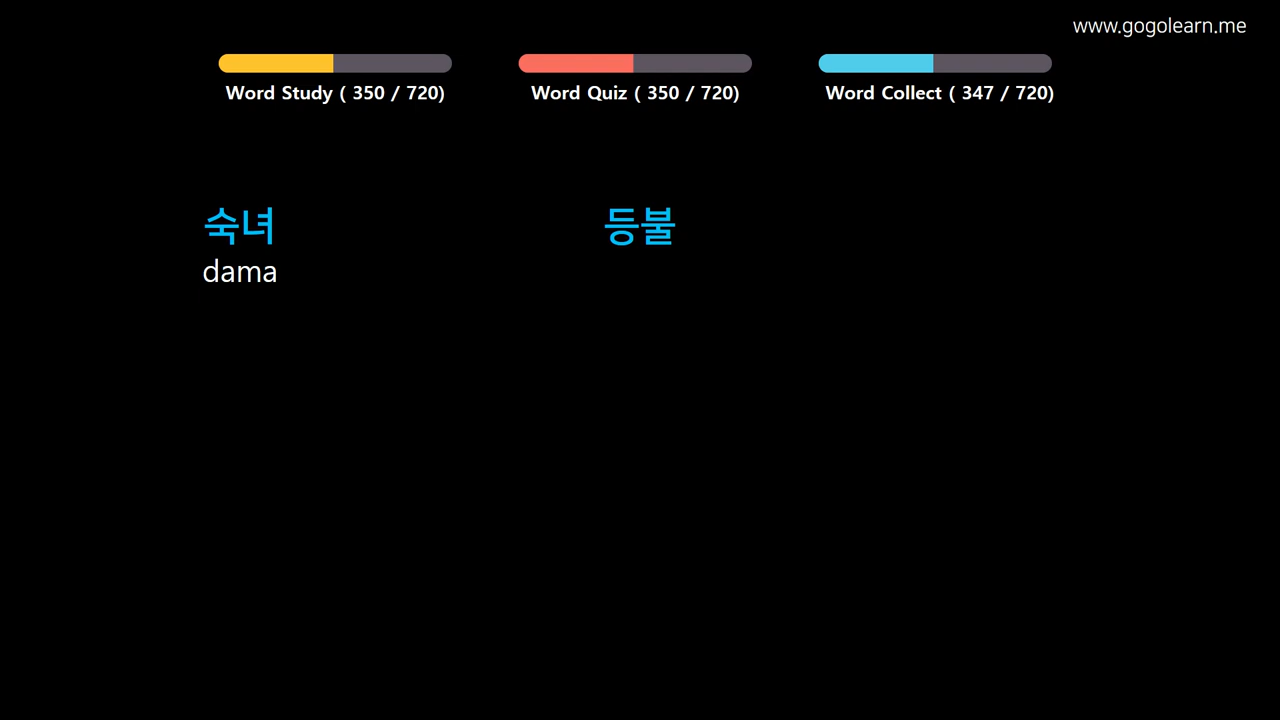 www.gogolearn.me
Word Study ( 350 / 720)
Word Quiz ( 350 / 720)
Word Collect ( 347 / 720)
숙녀
dama
등불